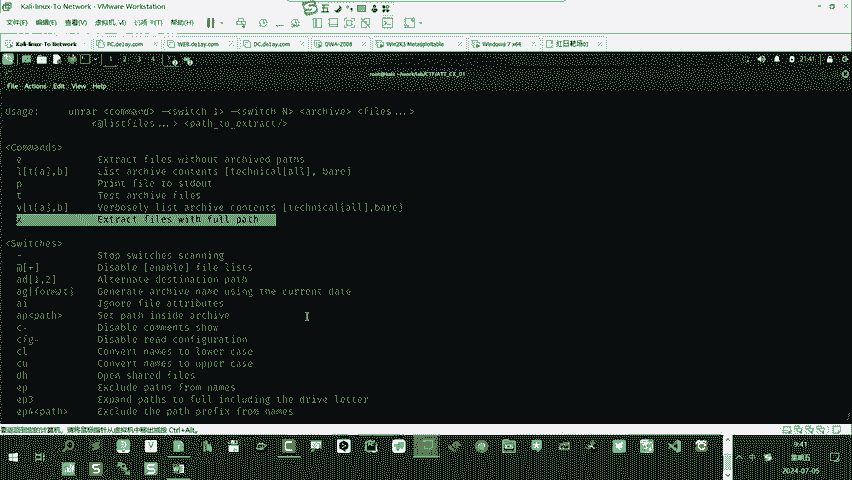 Kali-linux-To Network - VMware Workstation
文件(F) 编辑(E) 查看(V) 虚拟机(M) 选项卡(T) 帮助(H)
Kali-linux-To Network PC.delay.com WEB.delay.com DC.delay.com OWA-2008 Win2K3 Metasploitable Windows 7 x64 红日靶场01
1 2 3 4 21:41
File Actions Edit View Help
Usage: unrar <command> -<switch 1> -<switch N> <archive> <files...>
<@listfiles...> <path_to_extract/>
<Commands>
e Extract files without archived paths
l[t[a],b] List archive contents [technical[all], bare]
p Print file to stdout
t Test archive files
v[t[a],b] Verbosely list archive contents [technical[all],bare]
x Extract files with full path
<Switches>
- Stop switches scanning
@[+] Disable [enable] file lists
ad[1,2] Alternate destination path
ag[format] Generate archive name using the current date
ai Ignore file attributes
ap<path> Set path inside archive
c- Disable comments show
cfg- Disable read configuration
cl Convert names to lower case
cu Convert names to upper case
dh Open shared files
ep Exclude paths from names
ep3 Expand paths to full including the drive letter
ep4<path> Exclude the path prefix from names
要返回到您的计算机，请将鼠标指针从虚拟机中移出或按 Ctrl+Alt。
9:41
星期五
2024-07-05